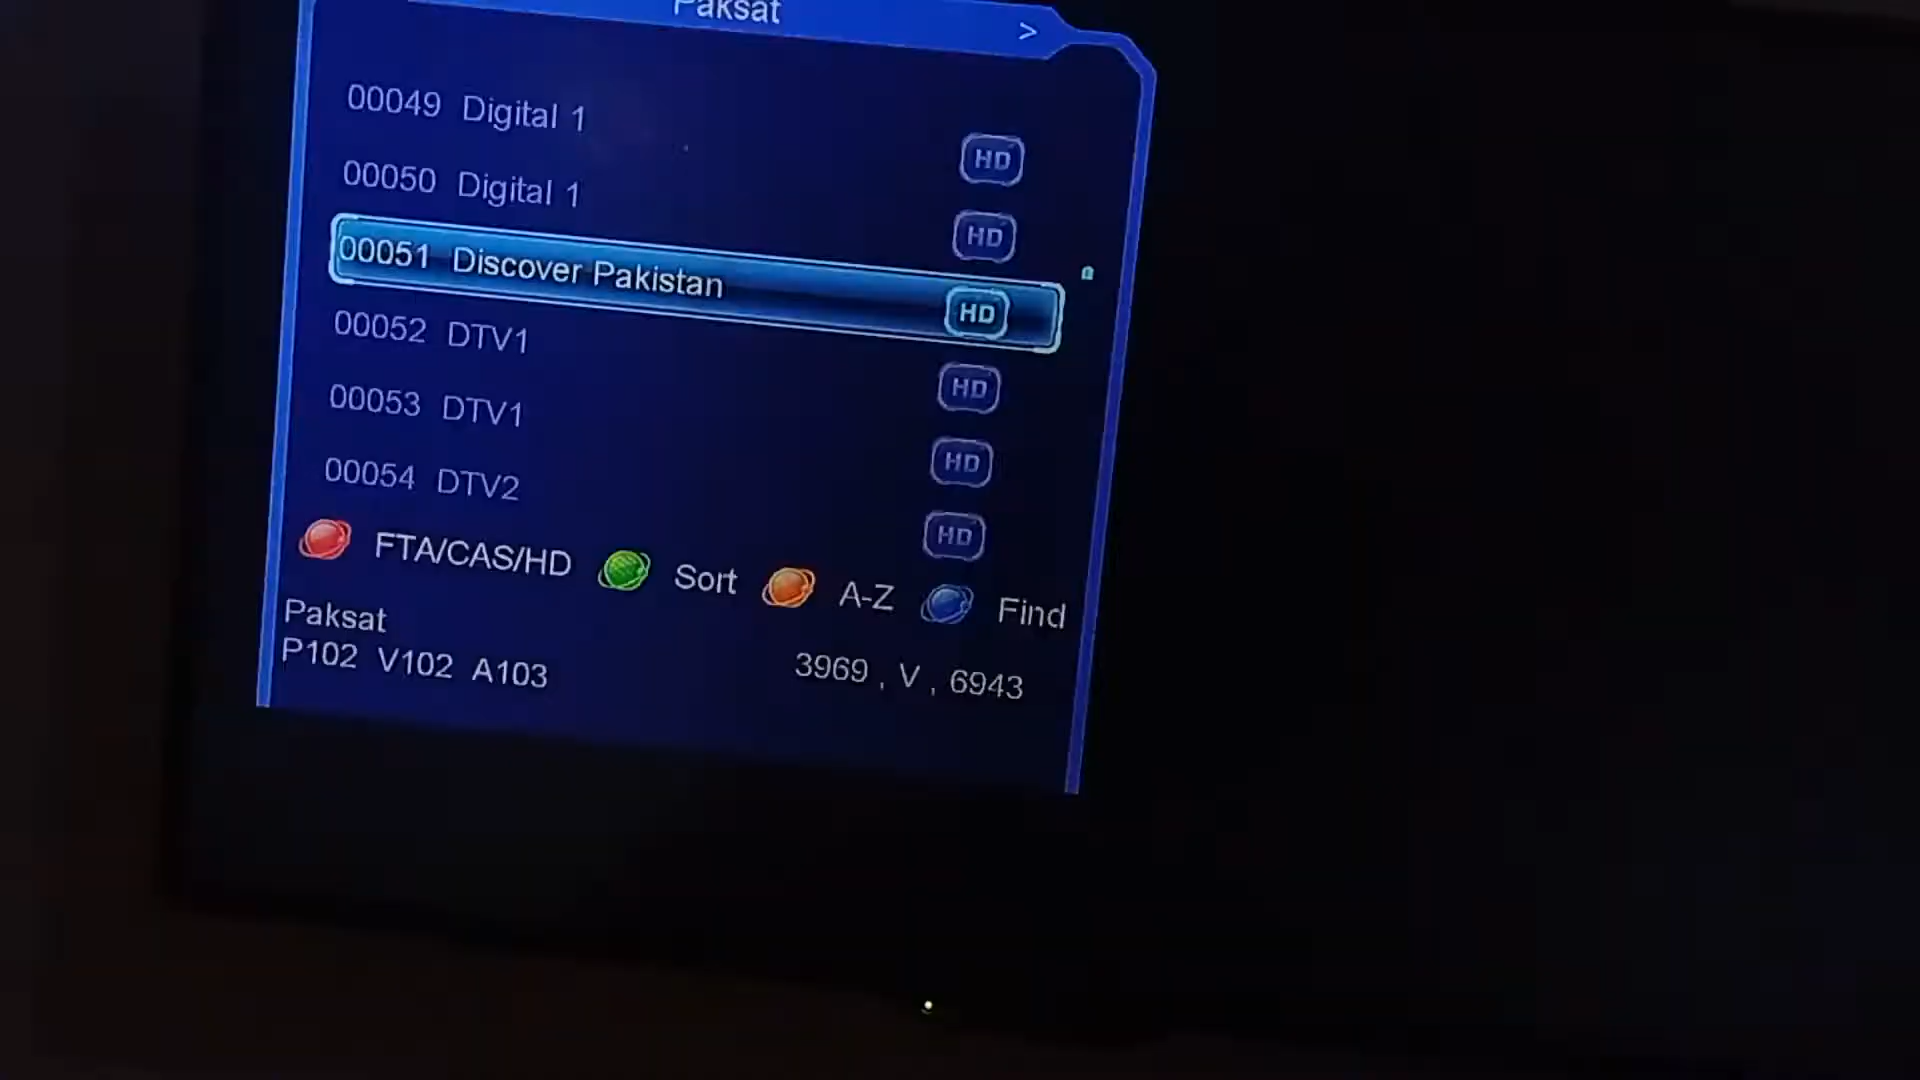 Paksat >
00049 Digital 1 HD
00050 Digital 1 HD
00051 Discover Pakistan HD
00052 DTV1 HD
00053 DTV1 HD
00054 DTV2 HD
FTA/CAS/HD Sort A-Z Find
Paksat
P102 V102 A103 3969 , V , 6943